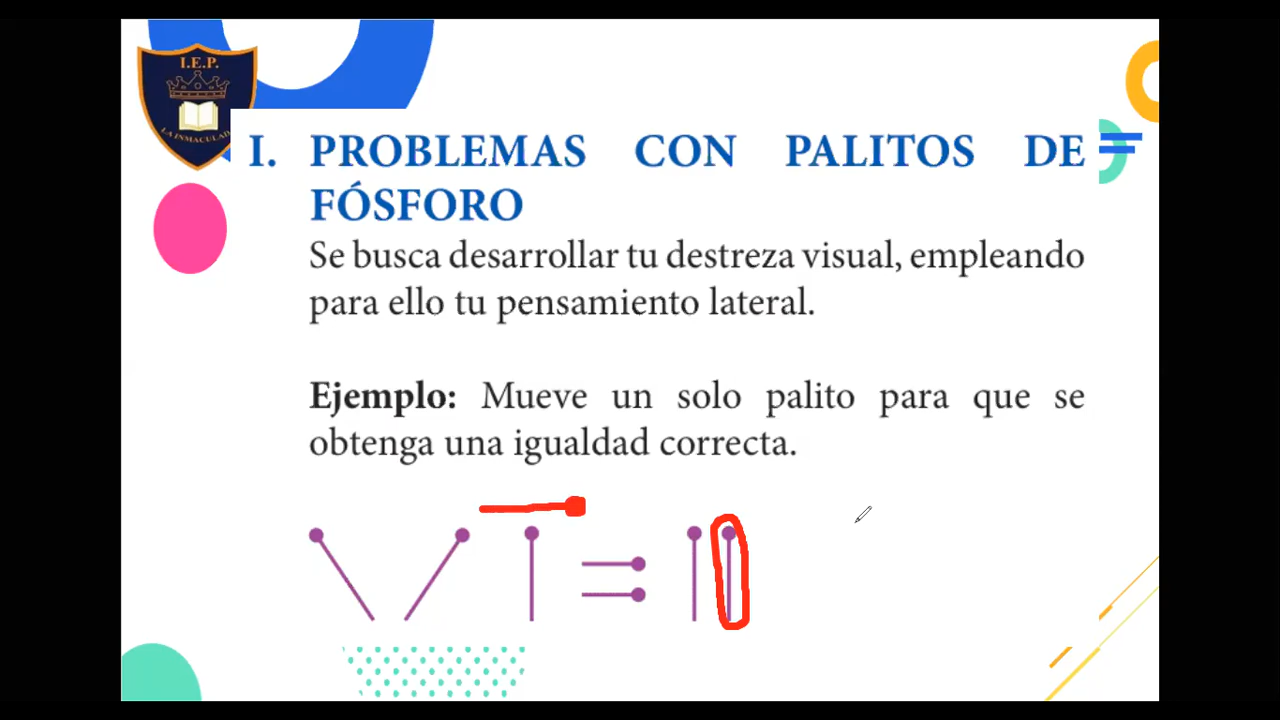 I.E.P.
LA INMACULAD
I. PROBLEMAS CON PALITOS DE
FÓSFORO
Se busca desarrollar tu destreza visual, empleando
para ello tu pensamiento lateral.
Ejemplo: Mueve un solo palito para que se
obtenga una igualdad correcta.